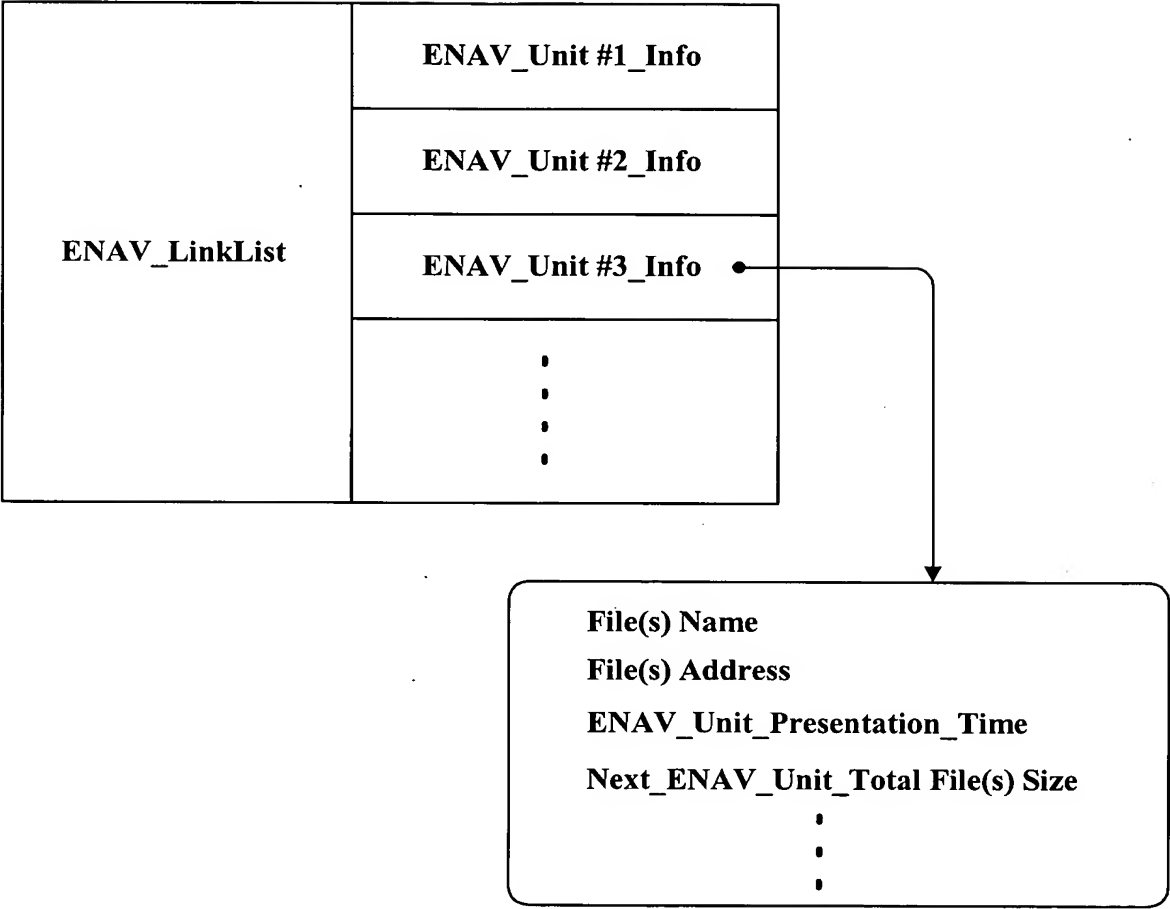 ENAV_LinkList
ENAV_Unit #1_Info
ENAV_Unit #2_Info
ENAV_Unit #3_Info
File(s) Name
File(s) Address
ENAV_Unit_Presentation_Time
Next_ENAV_Unit_Total File(s) Size